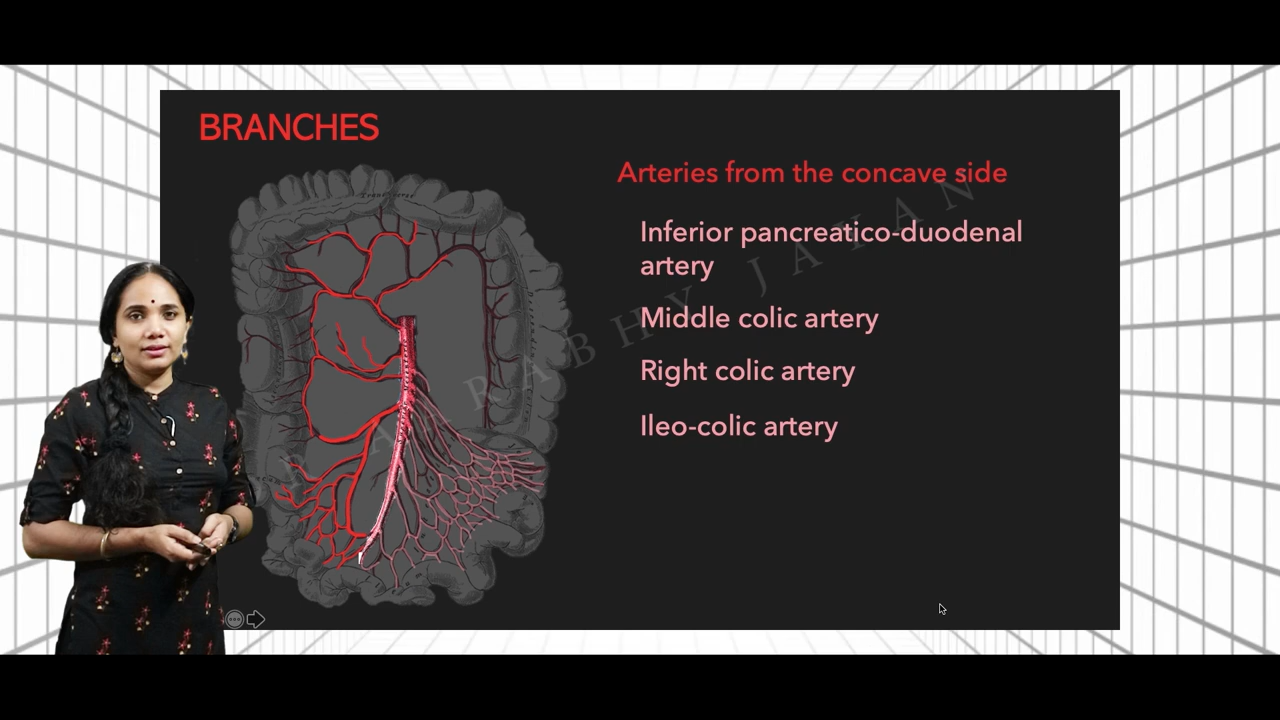 BRANCHES
Arteries from the concave side
Inferior pancreatico-duodenal
artery
Middle colic artery
Right colic artery
Ileo-colic artery